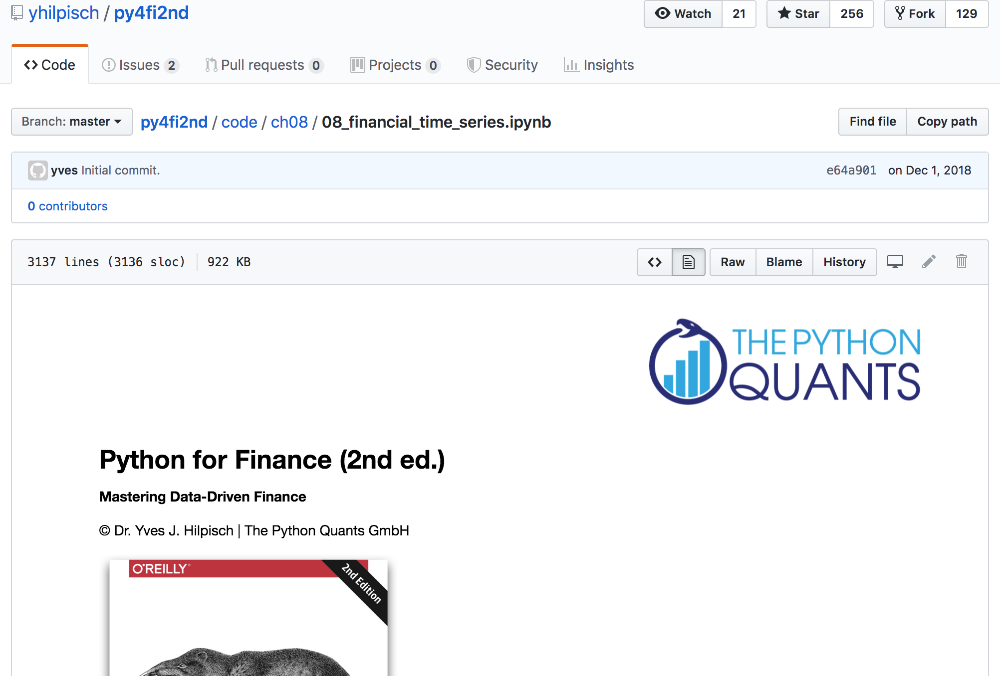 yhilpisch / py4fi2nd
Watch 21 Star 256 Fork 129
Code Issues 2 Pull requests 0 Projects 0 Security Insights
Branch: master py4fi2nd / code / ch08 / 08_financial_time_series.ipynb Find file Copy path
yves Initial commit. e64a901 on Dec 1, 2018
0 contributors
3137 lines (3136 sloc) 922 KB Raw Blame History
THE PYTHON
QUANTS
Python for Finance (2nd ed.)
Mastering Data-Driven Finance
© Dr. Yves J. Hilpisch | The Python Quants GmbH
O'REILLY®
2nd Edition